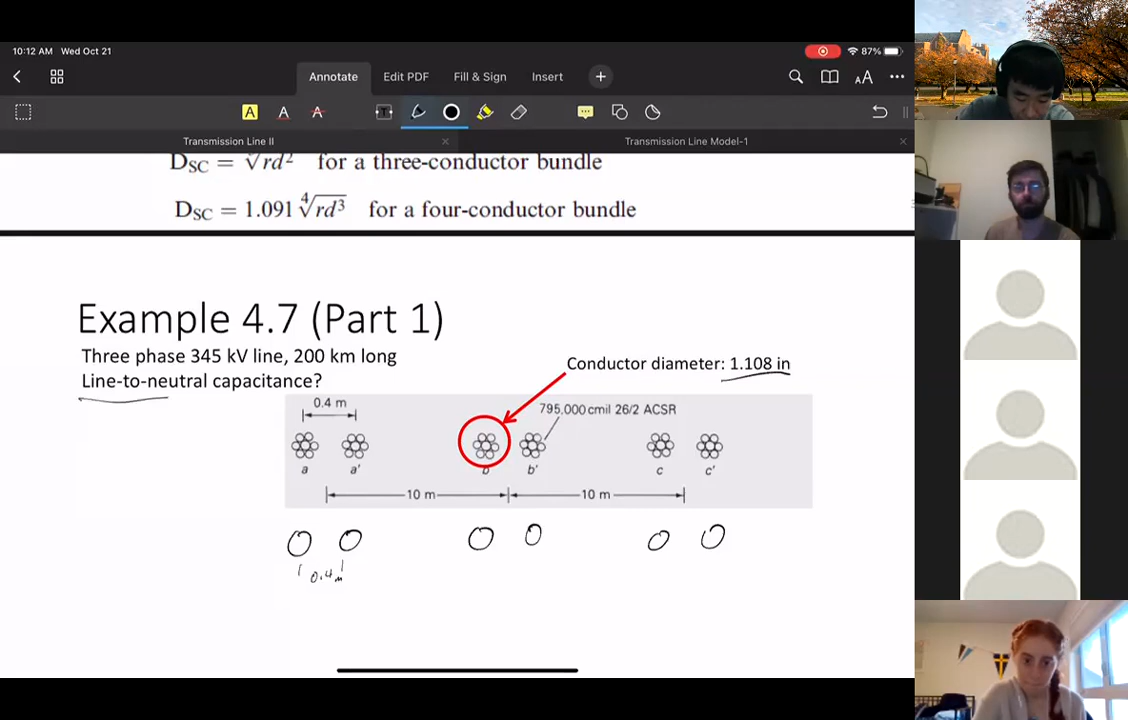 10:12 AM Wed Oct 21
87%
Annotate Edit PDF Fill & Sign Insert
AA
A A A T
Transmission Line II Transmission Line Model-1
DSC = ∛rd² for a three-conductor bundle
DSC = 1.091 ∜rd³ for a four-conductor bundle
Example 4.7 (Part 1)
Three phase 345 kV line, 200 km long
Line-to-neutral capacitance?
Conductor diameter: 1.108 in
0.4 m
795,000 cmil 26/2 ACSR
a a' b b' c c'
10 m 10 m
0.4m